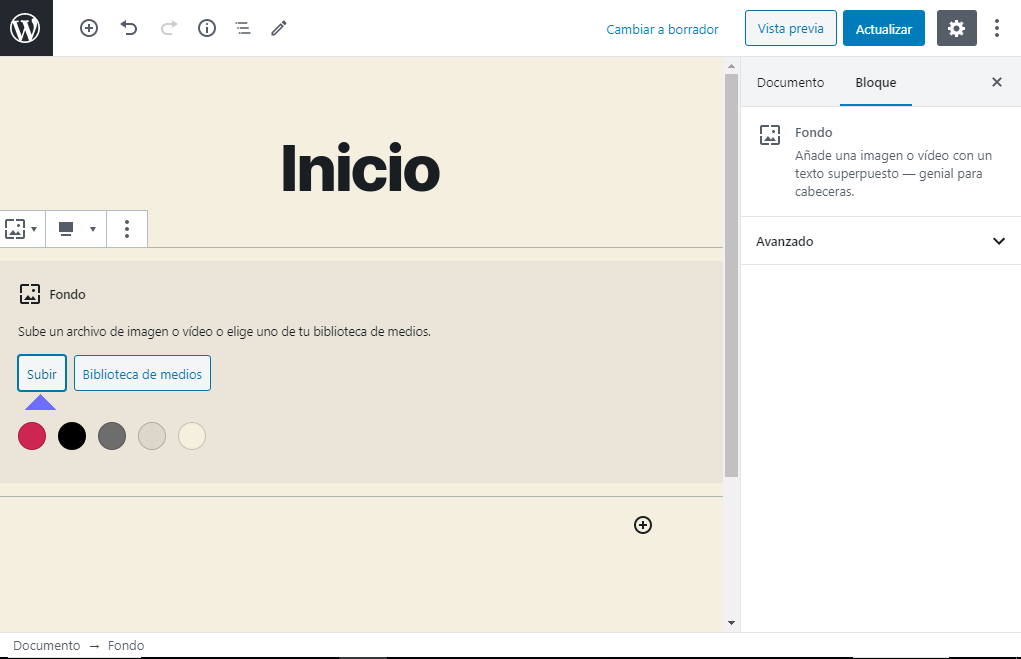 Cambiar a borrador
Vista previa
Actualizar
Documento
Bloque
Inicio
Fondo
Añade una imagen o vídeo con un
texto superpuesto — genial para
cabeceras.
Avanzado
Fondo
Sube un archivo de imagen o vídeo o elige uno de tu biblioteca de medios.
Subir
Biblioteca de medios
Documento → Fondo